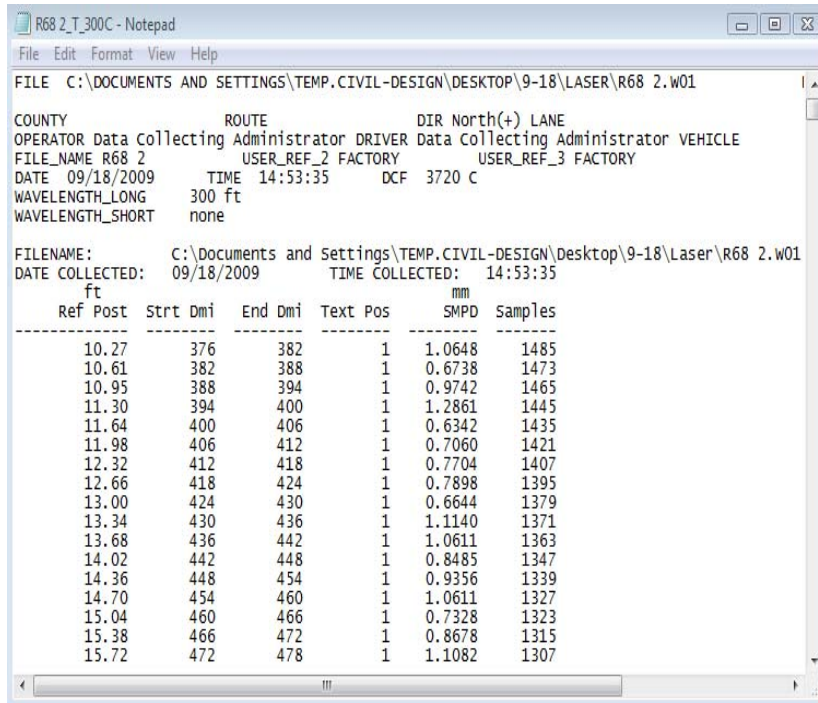 R68 2_T_300C - Notepad
File Edit Format View Help
FILE C:\DOCUMENTS AND SETTINGS\TEMP.CIVIL-DESIGN\DESKTOP\9-18\LASER\R68 2.W01
COUNTY ROUTE DIR North(+) LANE
OPERATOR Data Collecting Administrator DRIVER Data Collecting Administrator VEHICLE
FILE_NAME R68 2 USER_REF_2 FACTORY USER_REF_3 FACTORY
DATE 09/18/2009 TIME 14:53:35 DCF 3720 C
WAVELENGTH_LONG 300 ft
WAVELENGTH_SHORT none
FILENAME: C:\Documents and Settings\TEMP.CIVIL-DESIGN\Desktop\9-18\Laser\R68 2.W01
DATE COLLECTED: 09/18/2009 TIME COLLECTED: 14:53:35
ft mm
Ref Post Strt Dmi End Dmi Text Pos SMPD Samples
------------- -------- -------- -------- -------- -------
10.27 376 382 1 1.0648 1485
10.61 382 388 1 0.6738 1473
10.95 388 394 1 0.9742 1465
11.30 394 400 1 1.2861 1445
11.64 400 406 1 0.6342 1435
11.98 406 412 1 0.7060 1421
12.32 412 418 1 0.7704 1407
12.66 418 424 1 0.7898 1395
13.00 424 430 1 0.6644 1379
13.34 430 436 1 1.1140 1371
13.68 436 442 1 1.0611 1363
14.02 442 448 1 0.8485 1347
14.36 448 454 1 0.9356 1339
14.70 454 460 1 1.0611 1327
15.04 460 466 1 0.7328 1323
15.38 466 472 1 0.8678 1315
15.72 472 478 1 1.1082 1307